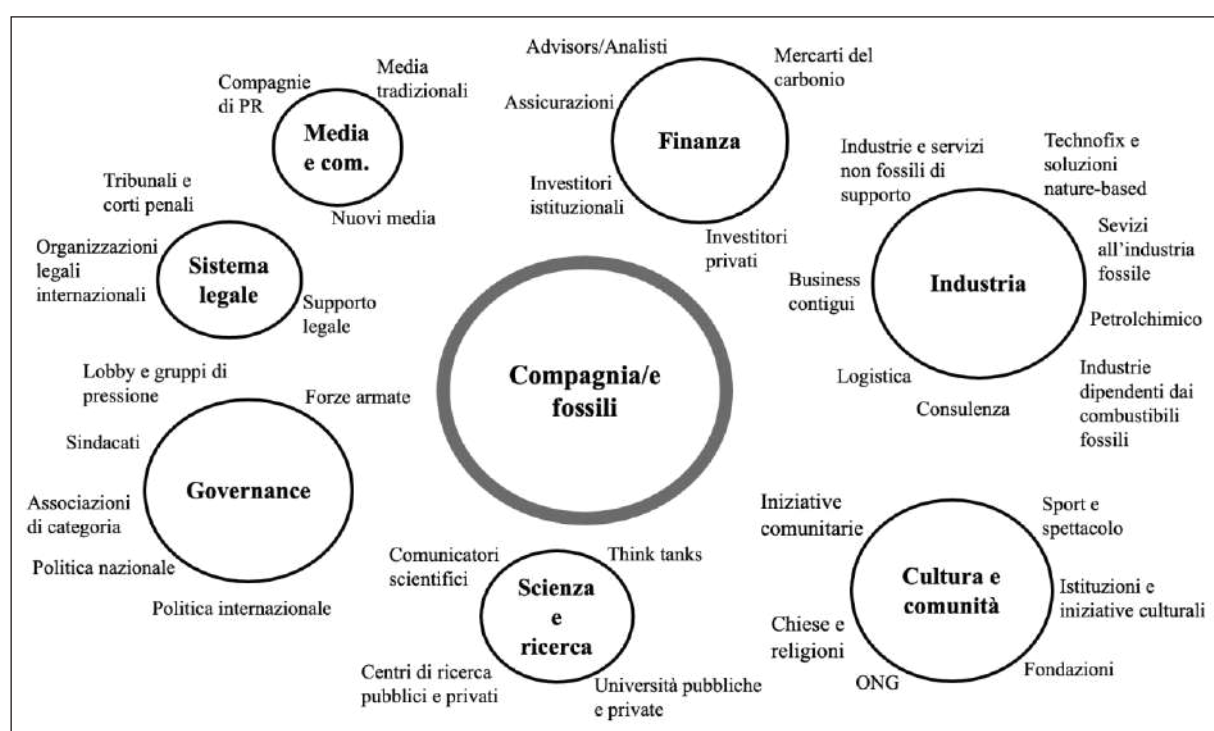 Compagnie
di PR
Media
tradizionali
Media
e com.
Nuovi media
Advisors/Analisti
Mercarti del
carbonio
Assicurazioni
Finanza
Investitori
istituzionali
Investitori
privati
Industrie e servizi
non fossili di
supporto
Technofix e
soluzioni
nature-based
Sevizi
all'industria
fossile
Business
contigui
Industria
Petrolchimico
Logistica
Consulenza
Industrie
dipendenti dai
combustibili
fossili
Tribunali e
corti penali
Organizzazioni
legali
internazionali
Sistema
legale
Supporto
legale
Compagnia/e
fossili
Lobby e gruppi di
pressione
Forze armate
Sindacati
Governance
Associazioni
di categoria
Politica nazionale
Politica internazionale
Comunicatori
scientifici
Think tanks
Scienza
e
ricerca
Centri di ricerca
pubblici e privati
Università pubbliche
e private
Iniziative
comunitarie
Sport e
spettacolo
Cultura e
comunità
Istituzioni e
iniziative culturali
Chiese e
religioni
ONG
Fondazioni